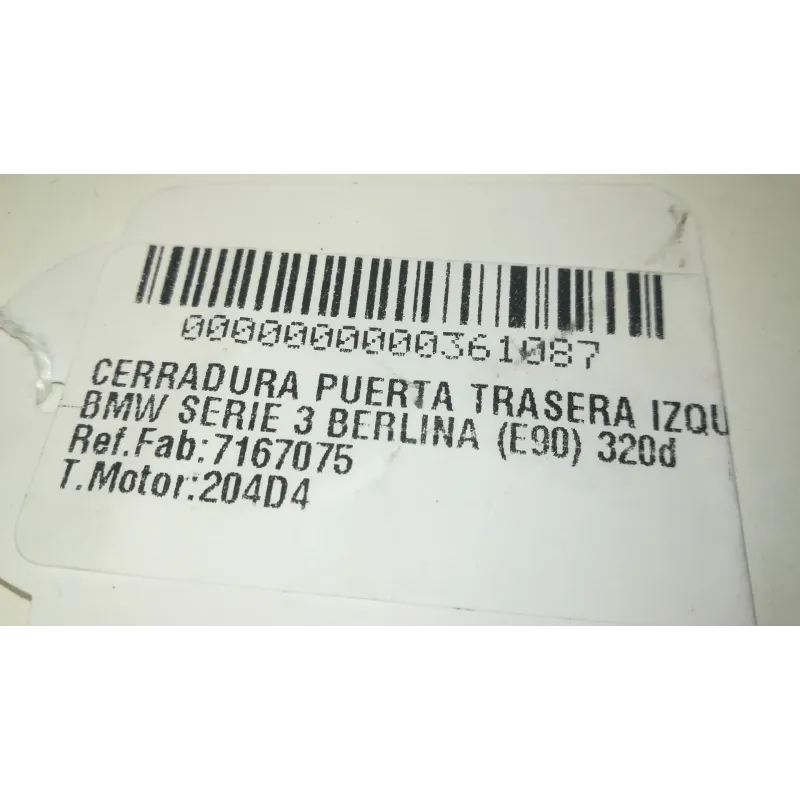 0000000000361087
CERRADURA PUERTA TRASERA IZQU
BMW SERIE 3 BERLINA (E90) 320d
Ref.Fab:7167075
T.Motor:204D4